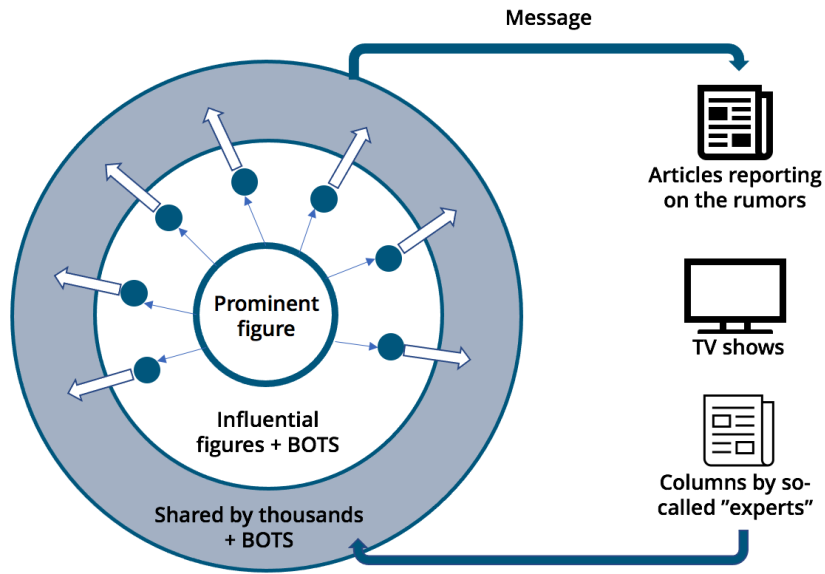 Message
Articles reporting
on the rumors
Prominent
figure
TV shows
Influential
figures + BOTS
Columns by so-
called ”experts”
Shared by thousands
+ BOTS